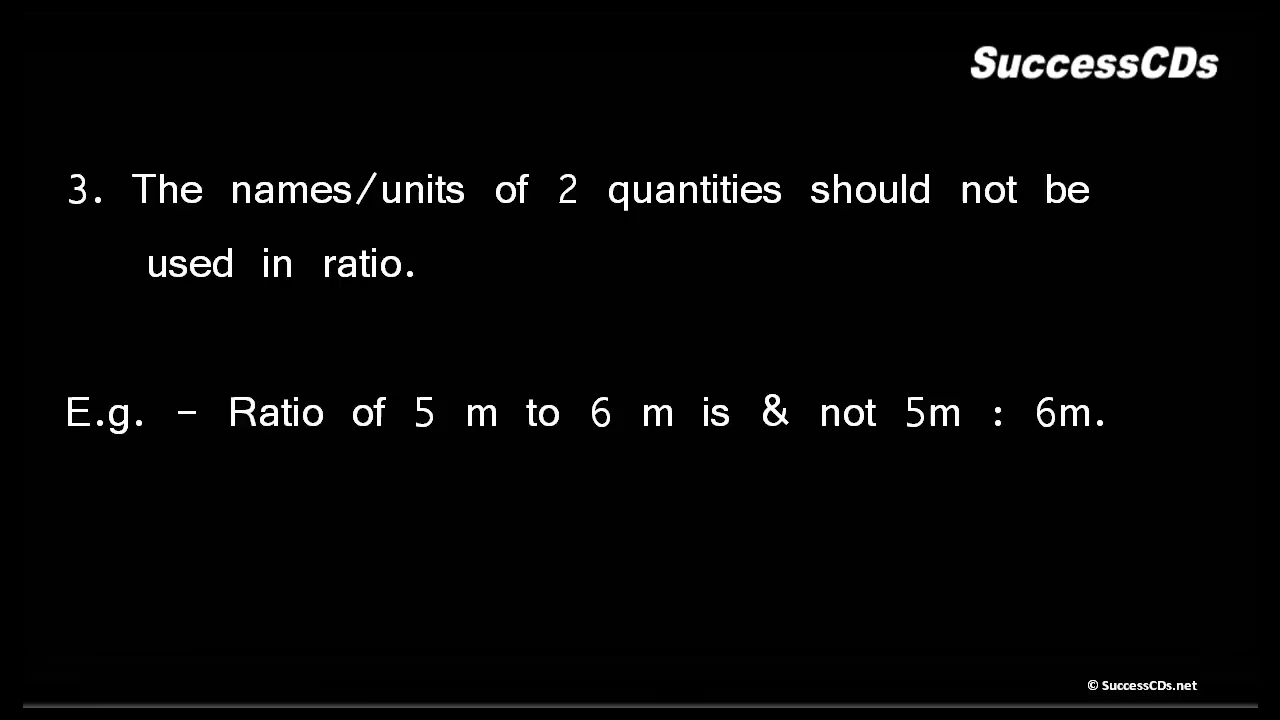 SuccessCDs
3. The names/units of 2 quantities should not be
used in ratio.
E.g. - Ratio of 5 m to 6 m is & not 5m : 6m.
© SuccessCDs.net